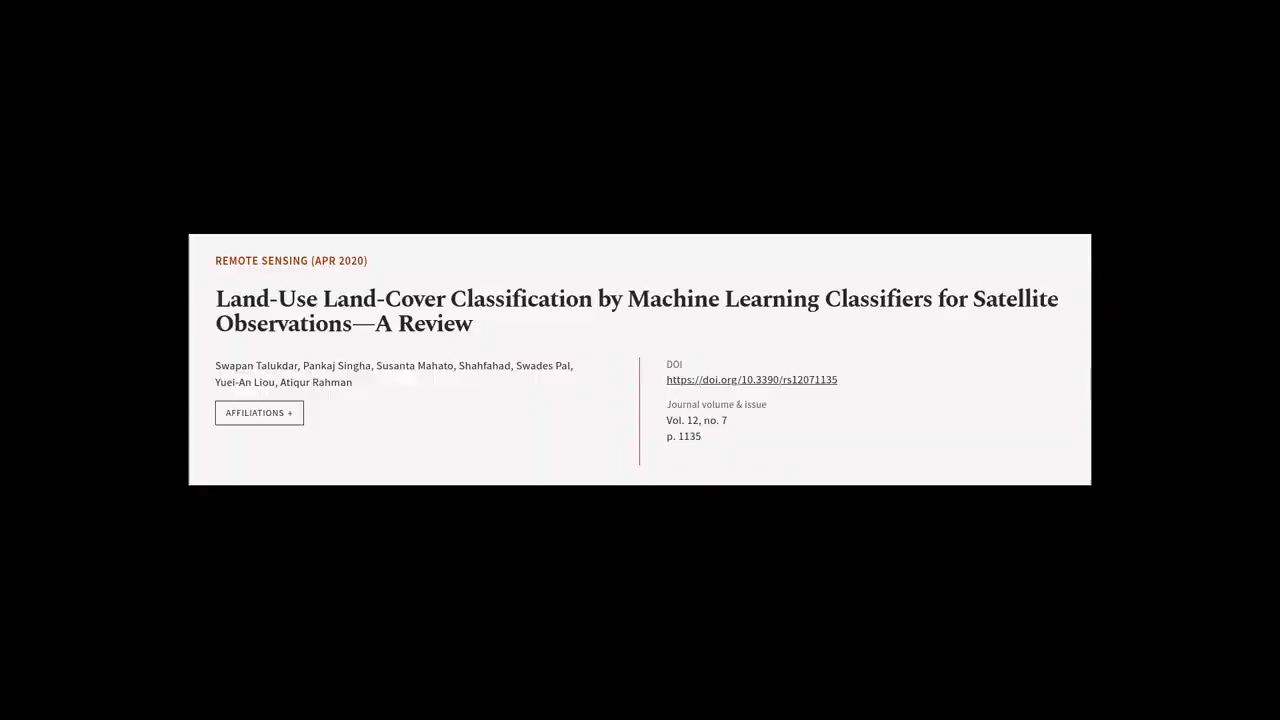 REMOTE SENSING (APR 2020)
Land-Use Land-Cover Classification by Machine Learning Classifiers for Satellite
Observations—A Review
Swapan Talukdar, Pankaj Singha, Susanta Mahato, Shahfahad, Swades Pal,
Yuei-An Liou, Atiqur Rahman
AFFILIATIONS +
DOI
https://doi.org/10.3390/rs12071135
Journal volume & issue
Vol. 12, no. 7
p. 1135